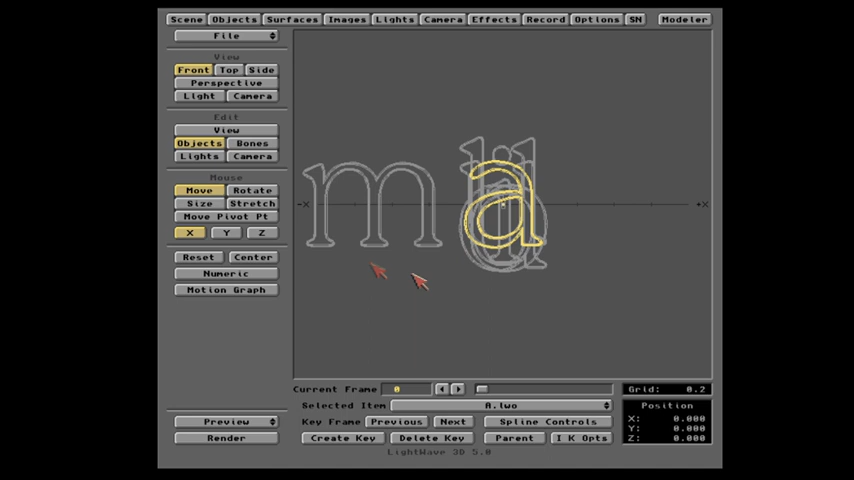 Scene Objects Surfaces Images Lights Camera Effects Record Options SN Modeler
File
View
Front Top Side
Perspective
Light Camera
Edit
View
Objects Bones
Lights Camera
Mouse
Move Rotate
Size Stretch
Move Pivot Pt
X Y Z
Reset Center
Numeric
Motion Graph
m a
-X +X
Current Frame 0 Grid: 0.2
Selected Item A.lwo
Position
X: 0.000
Y: 0.000
Z: 0.000
Preview
Key Frame Previous Next Spline Controls
Render
Create Key Delete Key Parent I K Opts
LightWave 3D 5.0